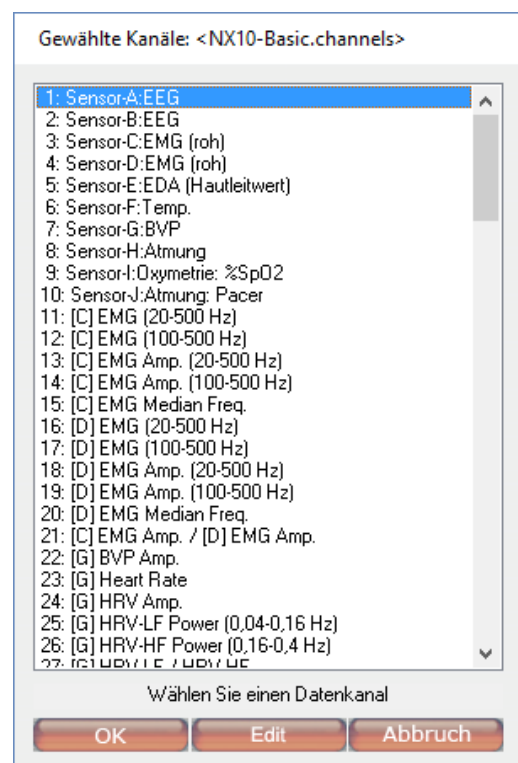 Gewählte Kanäle: <NX10-Basic.channels>
1: Sensor-A:EEG
2: Sensor-B:EEG
3: Sensor-C:EMG (roh)
4: Sensor-D:EMG (roh)
5: Sensor-E:EDA (Hautleitwert)
6: Sensor-F:Temp.
7: Sensor-G:BVP
8: Sensor-H:Atmung
9: Sensor-I:Oxymetrie: %SpO2
10: Sensor-J:Atmung: Pacer
11: [C] EMG (20-500 Hz)
12: [C] EMG (100-500 Hz)
13: [C] EMG Amp. (20-500 Hz)
14: [C] EMG Amp. (100-500 Hz)
15: [C] EMG Median Freq.
16: [D] EMG (20-500 Hz)
17: [D] EMG (100-500 Hz)
18: [D] EMG Amp. (20-500 Hz)
19: [D] EMG Amp. (100-500 Hz)
20: [D] EMG Median Freq.
21: [C] EMG Amp. / [D] EMG Amp.
22: [G] BVP Amp.
23: [G] Heart Rate
24: [G] HRV Amp.
25: [G] HRV-LF Power (0,04-0,16 Hz)
26: [G] HRV-HF Power (0,16-0,4 Hz)
27: [G] HRV-LF / HRV-HF
Wählen Sie einen Datenkanal
OK Edit Abbruch